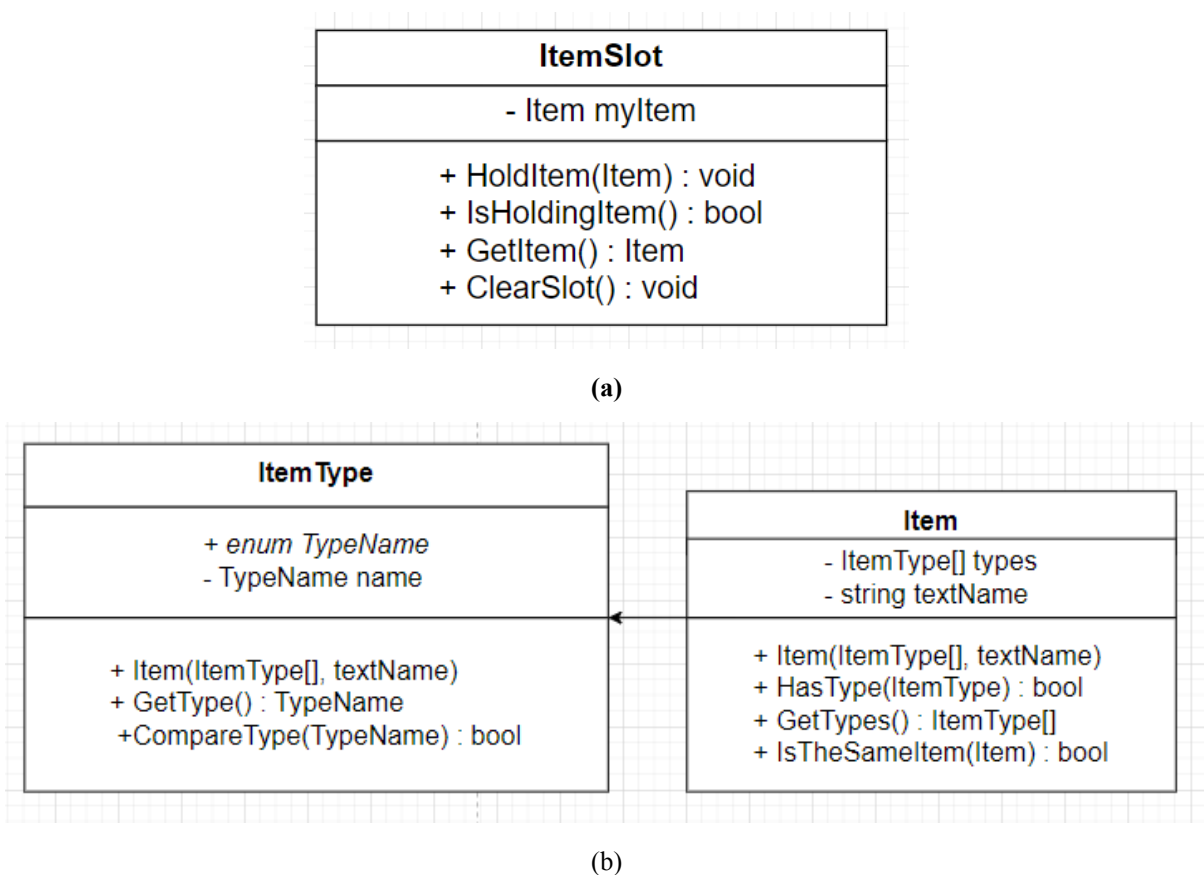 ItemSlot
- Item myItem
+ HoldItem(Item) : void
+ IsHoldingItem() : bool
+ GetItem() : Item
+ ClearSlot() : void
(a)
ItemType
+ enum TypeName
- TypeName name
+ Item(ItemType[], textName)
+ GetType() : TypeName
+CompareType(TypeName) : bool
Item
- ItemType[] types
- string textName
+ Item(ItemType[], textName)
+ HasType(ItemType) : bool
+ GetTypes() : ItemType[]
+ IsTheSameItem(Item) : bool
(b)